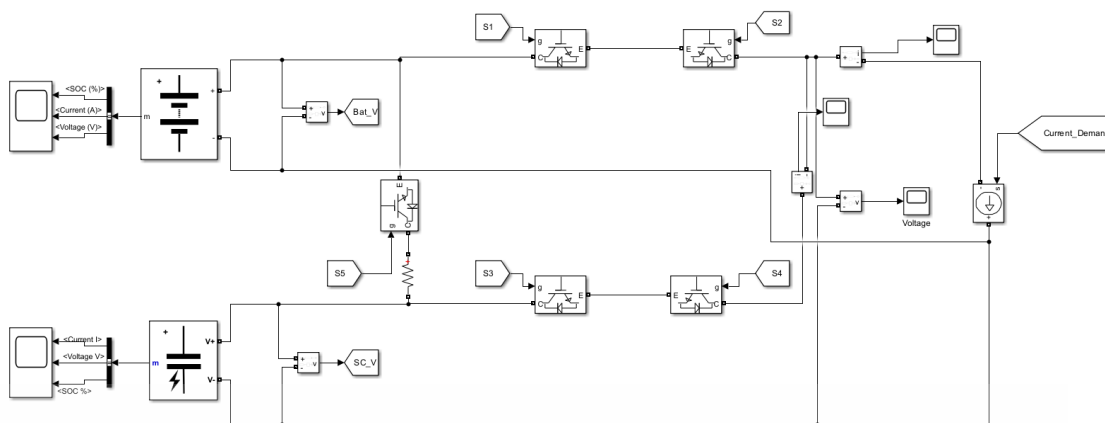 S1
S2
<SOC (%)>
<Current (A)>
<Voltage (V)>
m
+
-
+
-
v
Bat_V
g
C
E
g
E
C
+
i
-
Current_Deman
E
C
g
i
-
+
+
-
v
Voltage
-
s
+
S5
+
S3
S4
g
C
E
g
E
C
<Current I>
<Voltage V>
<SOC %>
m
+
V+
V-
+
-
v
SC_V